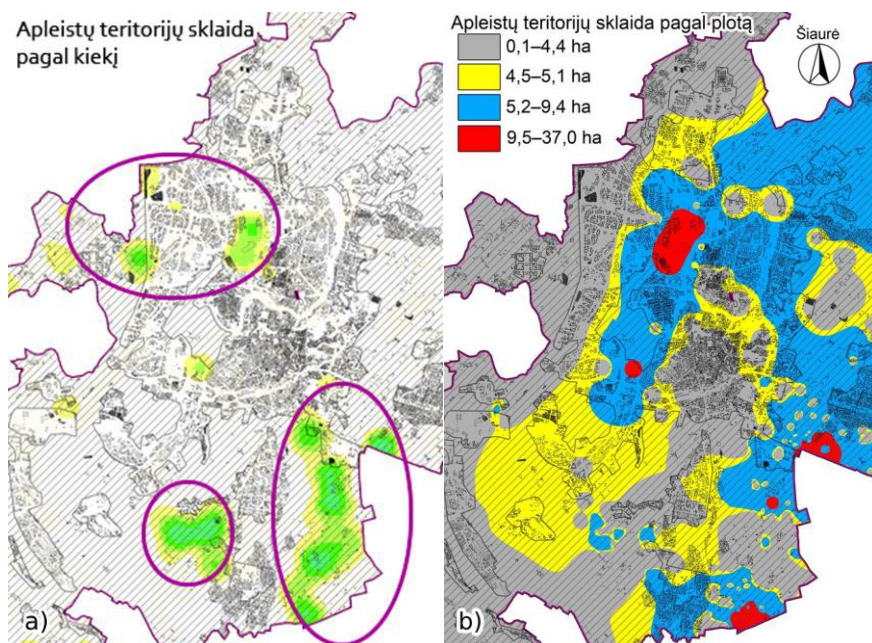 Apleistų teritorijų sklaida
pagal kiekį
a)
Apleistų teritorijų sklaida pagal plotą
0,1–4,4 ha
4,5–5,1 ha
5,2–9,4 ha
9,5–37,0 ha
Šiaurė
b)